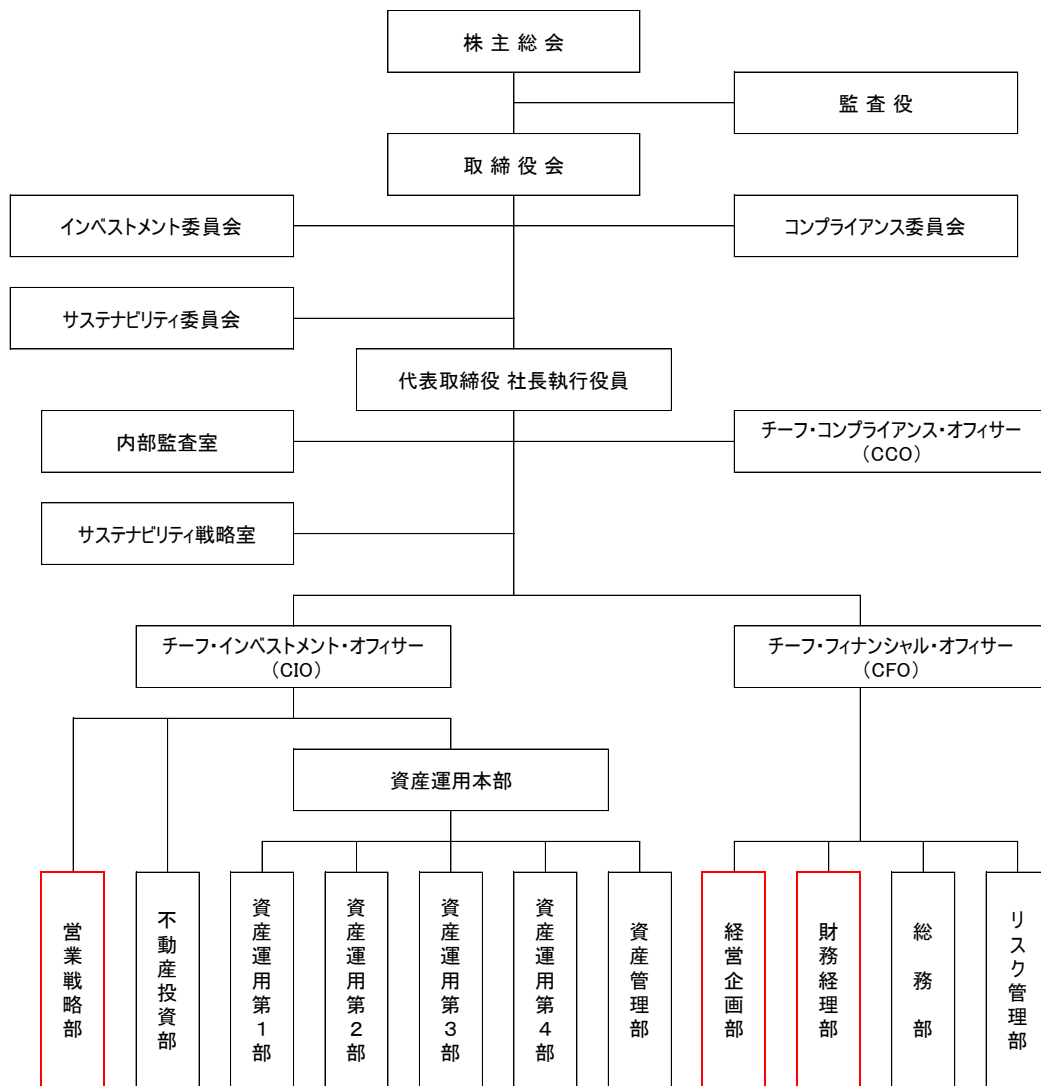 株主総会
監査役
取締役会
インベストメント委員会
コンプライアンス委員会
サステナビリティ委員会
代表取締役 社長執行役員
内部監査室
チーフ・コンプライアンス・オフィサー
（CCO）
サステナビリティ戦略室
チーフ・インベストメント・オフィサー
（CIO）
チーフ・フィナンシャル・オフィサー
（CFO）
資産運用本部
営業戦略部
不動産投資部
資産運用第1部
資産運用第2部
資産運用第3部
資産運用第4部
資産管理部
経営企画部
財務経理部
総務部
リスク管理部